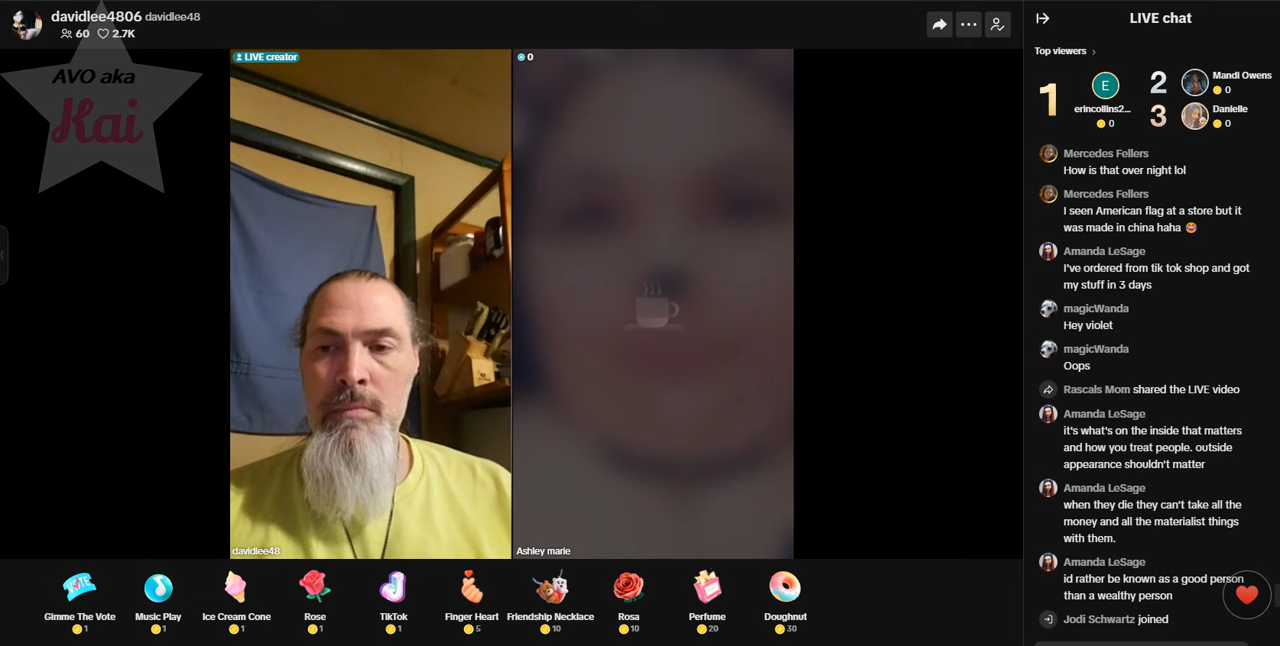 davidlee4806 davidlee48
60 2.7K
AVO aka
Kai
LIVE creator
0
davidlee48
Ashley marie
Gimme The Vote
1
Music Play
1
Ice Cream Cone
1
Rose
1
TikTok
1
Finger Heart
5
Friendship Necklace
10
Rosa
10
Perfume
20
Doughnut
30
LIVE chat
Top viewers
1
E
erincollins2...
0
2
Mandi Owens
0
3
Danielle
0
Mercedes Fellers
How is that over night lol
Mercedes Fellers
I seen American flag at a store but it
was made in china haha
Amanda LeSage
I've ordered from tik tok shop and got
my stuff in 3 days
magicWanda
Hey violet
magicWanda
Oops
Rascals Mom shared the LIVE video
Amanda LeSage
it's what's on the inside that matters
and how you treat people. outside
appearance shouldn't matter
Amanda LeSage
when they die they can't take all the
money and all the materialist things
with them.
Amanda LeSage
id rather be known as a good person
than a wealthy person
Jodi Schwartz joined